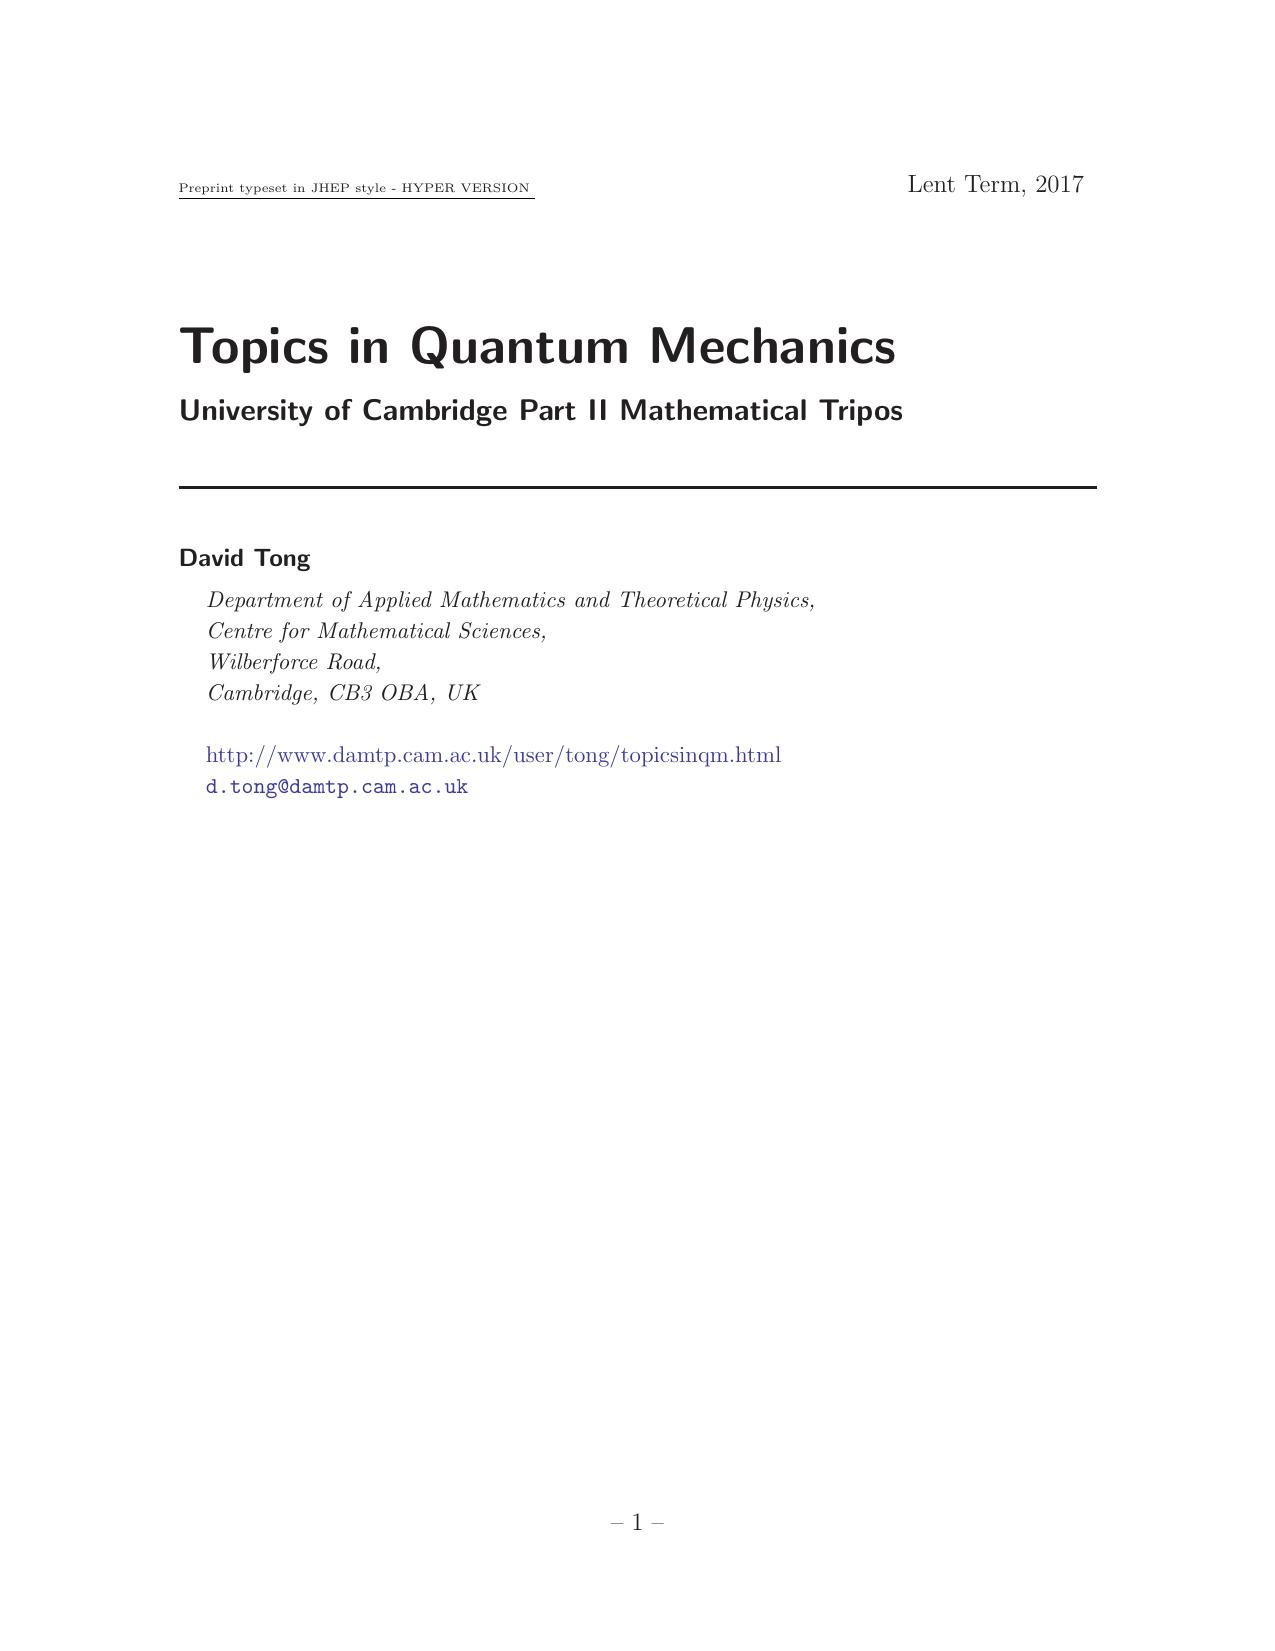 Preprint typeset in JHEP style - HYPER VERSION
Lent Term, 2017
Topics in Quantum Mechanics
University of Cambridge Part II Mathematical Tripos
David Tong
Department of Applied Mathematics and Theoretical Physics,
Centre for Mathematical Sciences,
Wilberforce Road,
Cambridge, CB3 OBA, UK
http://www.damtp.cam.ac.uk/user/tong/topicsinqm.html
d.tong@damtp.cam.ac.uk
– 1 –